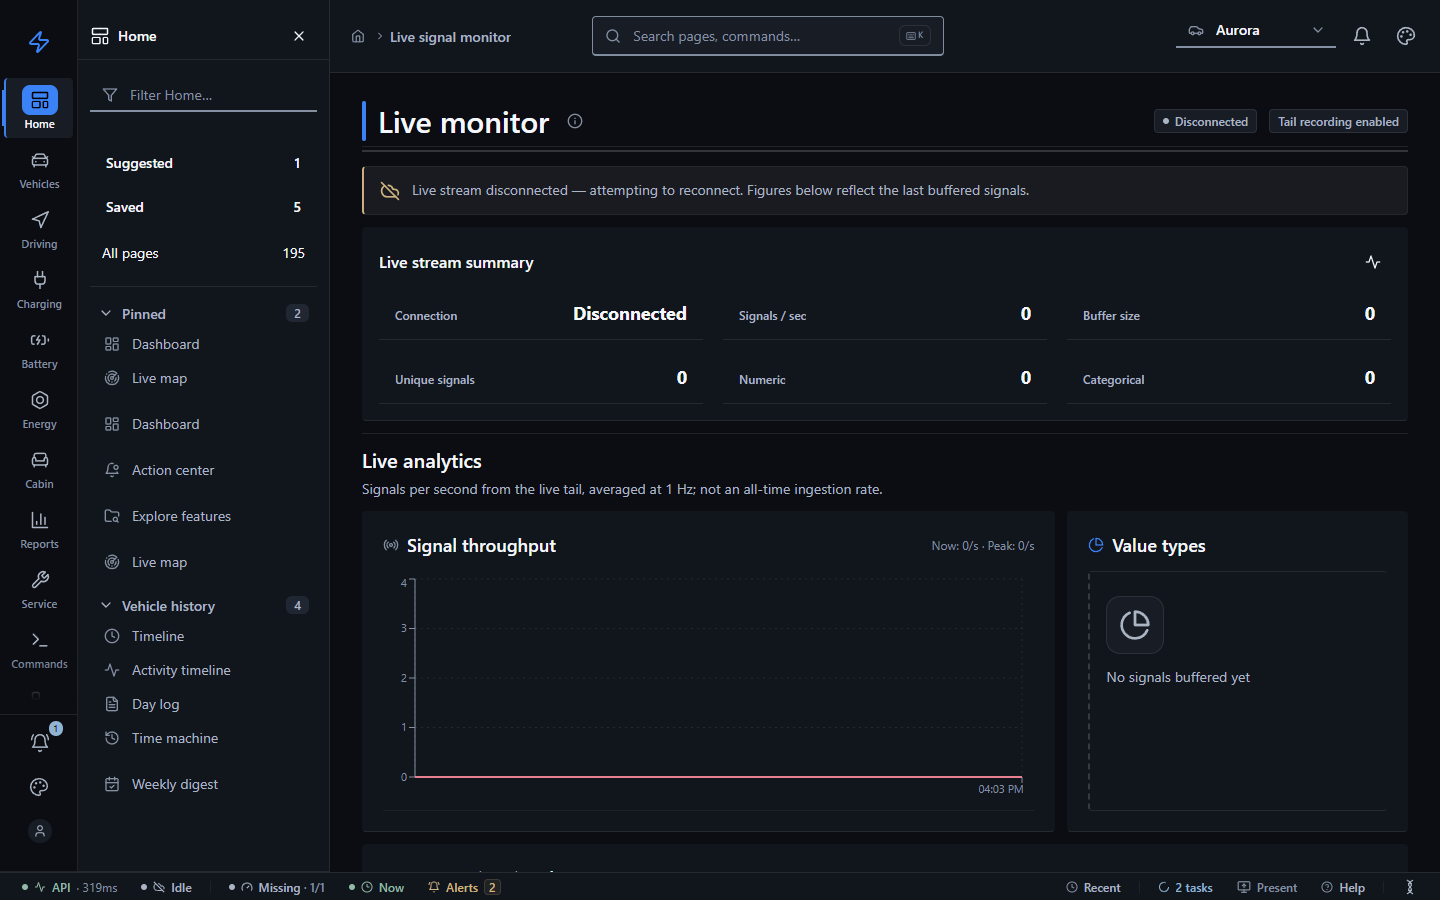 Home
Vehicles
Driving
Charging
Battery
Energy
Cabin
Reports
Service
Commands
1
Home
Filter Home...
Suggested 1
Saved 5
All pages 195
Pinned 2
Dashboard
Live map
Dashboard
Action center
Explore features
Live map
Vehicle history 4
Timeline
Activity timeline
Day log
Time machine
Weekly digest
Live signal monitor
Search pages, commands... K
Aurora
Live monitor
Disconnected
Tail recording enabled
Live stream disconnected — attempting to reconnect. Figures below reflect the last buffered signals.
Live stream summary
Connection Disconnected
Signals / sec 0
Buffer size 0
Unique signals 0
Numeric 0
Categorical 0
Live analytics
Signals per second from the live tail, averaged at 1 Hz; not an all-time ingestion rate.
Signal throughput
Now: 0/s · Peak: 0/s
4
3
2
1
0
04:03 PM
Value types
No signals buffered yet
API · 319ms
Idle
Missing · 1/1
Now
Alerts 2
Recent
2 tasks
Present
Help